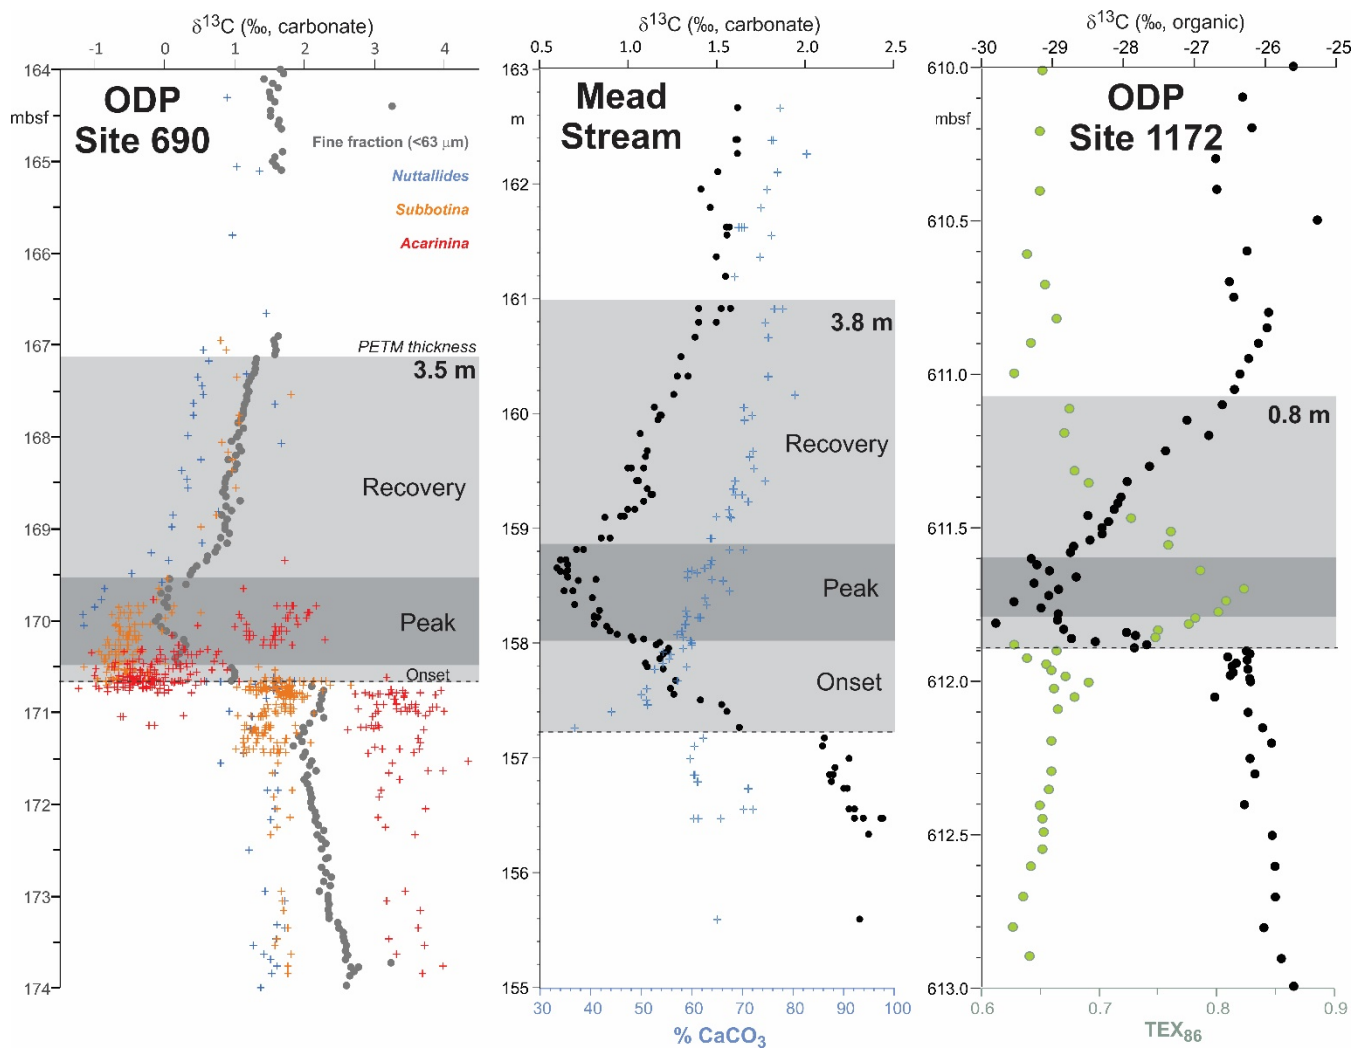 δ13C (‰, carbonate)
-1 0 1 2 3 4
164
mbsf
165
166
167
168
169
170
171
172
173
174
ODP
Site 690
Fine fraction (<63 μm)
Nuttallides
Subbotina
Acarinina
PETM thickness
3.5 m
Recovery
Peak
Onset
δ13C (‰, carbonate)
0.5 1.0 1.5 2.0 2.5
163
m
162
161
160
159
158
157
156
155
Mead
Stream
3.8 m
Recovery
Peak
Onset
30 40 50 60 70 80 90 100
% CaCO3
δ13C (‰, organic)
-30 -29 -28 -27 -26 -25
610.0
mbsf
610.5
611.0
611.5
612.0
612.5
613.0
ODP
Site 1172
0.8 m
0.6 0.7 0.8 0.9
TEX86